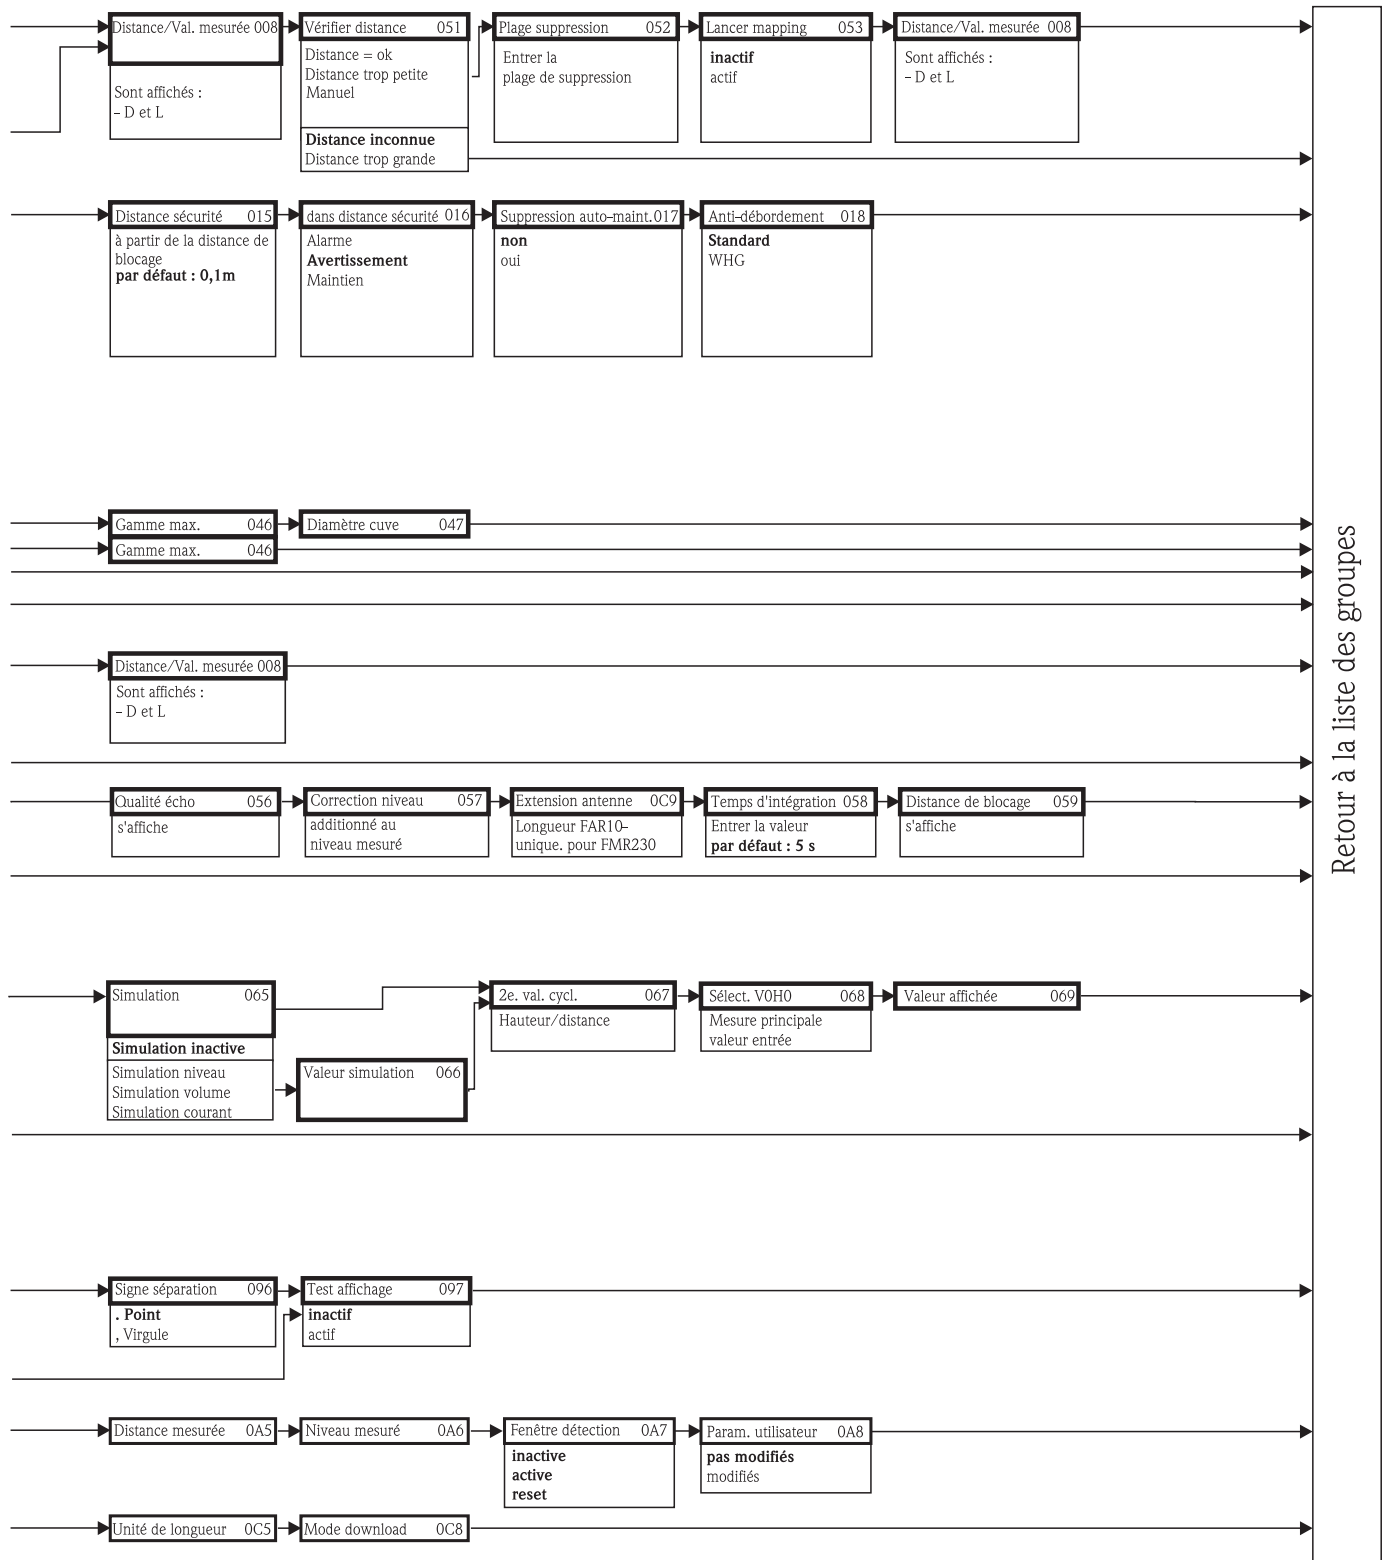 Distance/Val. mesurée 008
Sont affichés :
– D et L
Vérifier distance 051
Distance = ok
Distance trop petite
Manuel
Distance inconnue
Distance trop grande
Plage suppression 052
Entrer la
plage de suppression
Lancer mapping 053
inactif
actif
Distance/Val. mesurée 008
Sont affichés :
– D et L
Distance sécurité 015
à partir de la distance de
blocage
par défaut : 0,1m
dans distance sécurité 016
Alarme
Avertissement
Maintien
Suppression auto–maint. 017
non
oui
Anti–débordement 018
Standard
WHG
Gamme max. 046
Diamètre cuve 047
Gamme max. 046
Distance/Val. mesurée 008
Sont affichés :
– D et L
Qualité écho 056
s'affiche
Correction niveau 057
additionné au
niveau mesuré
Extension antenne 0C9
Longueur FAR10–
unique. pour FMR230
Temps d'intégration 058
Entrer la valeur
par défaut : 5 s
Distance de blocage 059
s'affiche
Simulation 065
Simulation inactive
Simulation niveau
Simulation volume
Simulation courant
Valeur simulation 066
2e. val. cycl. 067
Hauteur/distance
Sélect. V0H0 068
Mesure principale
valeur entrée
Valeur affichée 069
Signe séparation 096
. Point
, Virgule
Test affichage 097
inactif
actif
Distance mesurée 0A5
Niveau mesuré 0A6
Fenêtre détection 0A7
inactive
active
reset
Param. utilisateur 0A8
pas modifiés
modifiés
Unité de longueur 0C5
Mode download 0C8
Retour à la liste des groupes